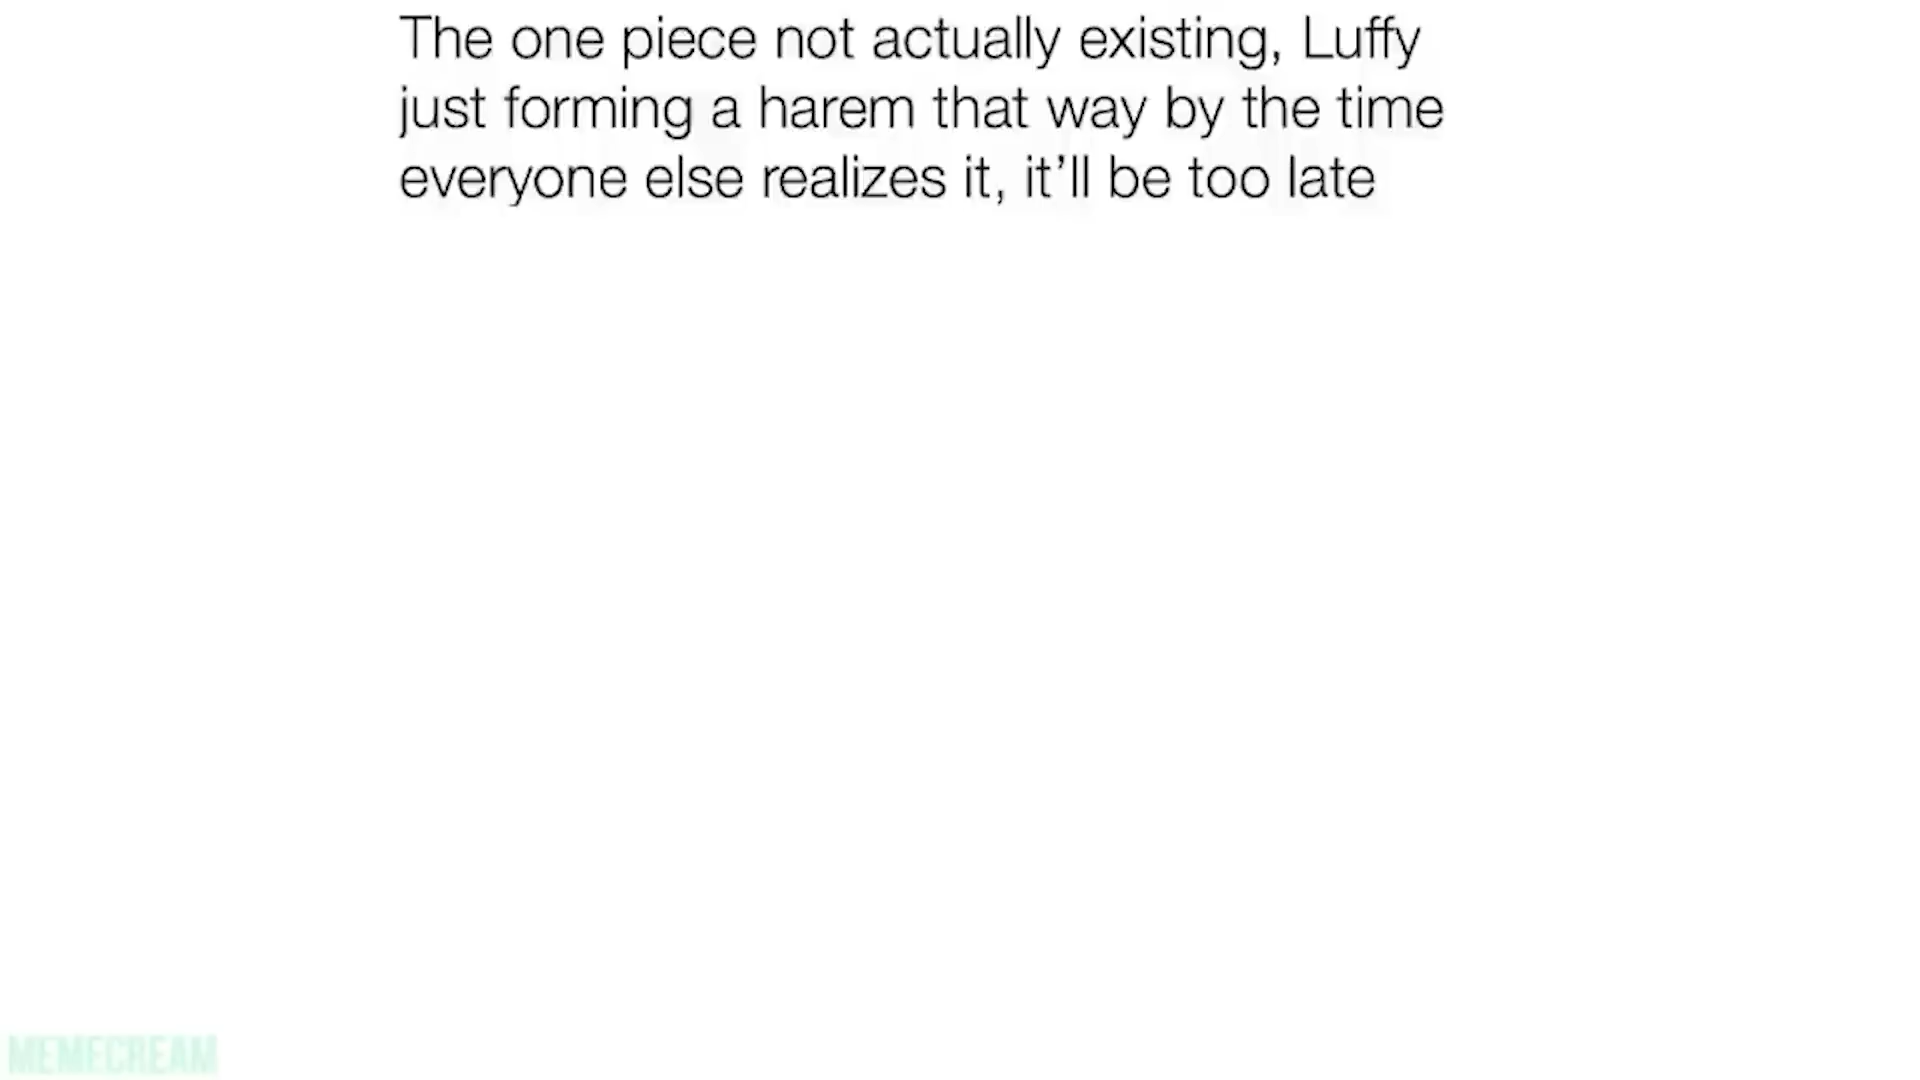 The one piece not actually existing, Luffy
just forming a harem that way by the time
everyone else realizes it, it’ll be too late
MEMECREAM